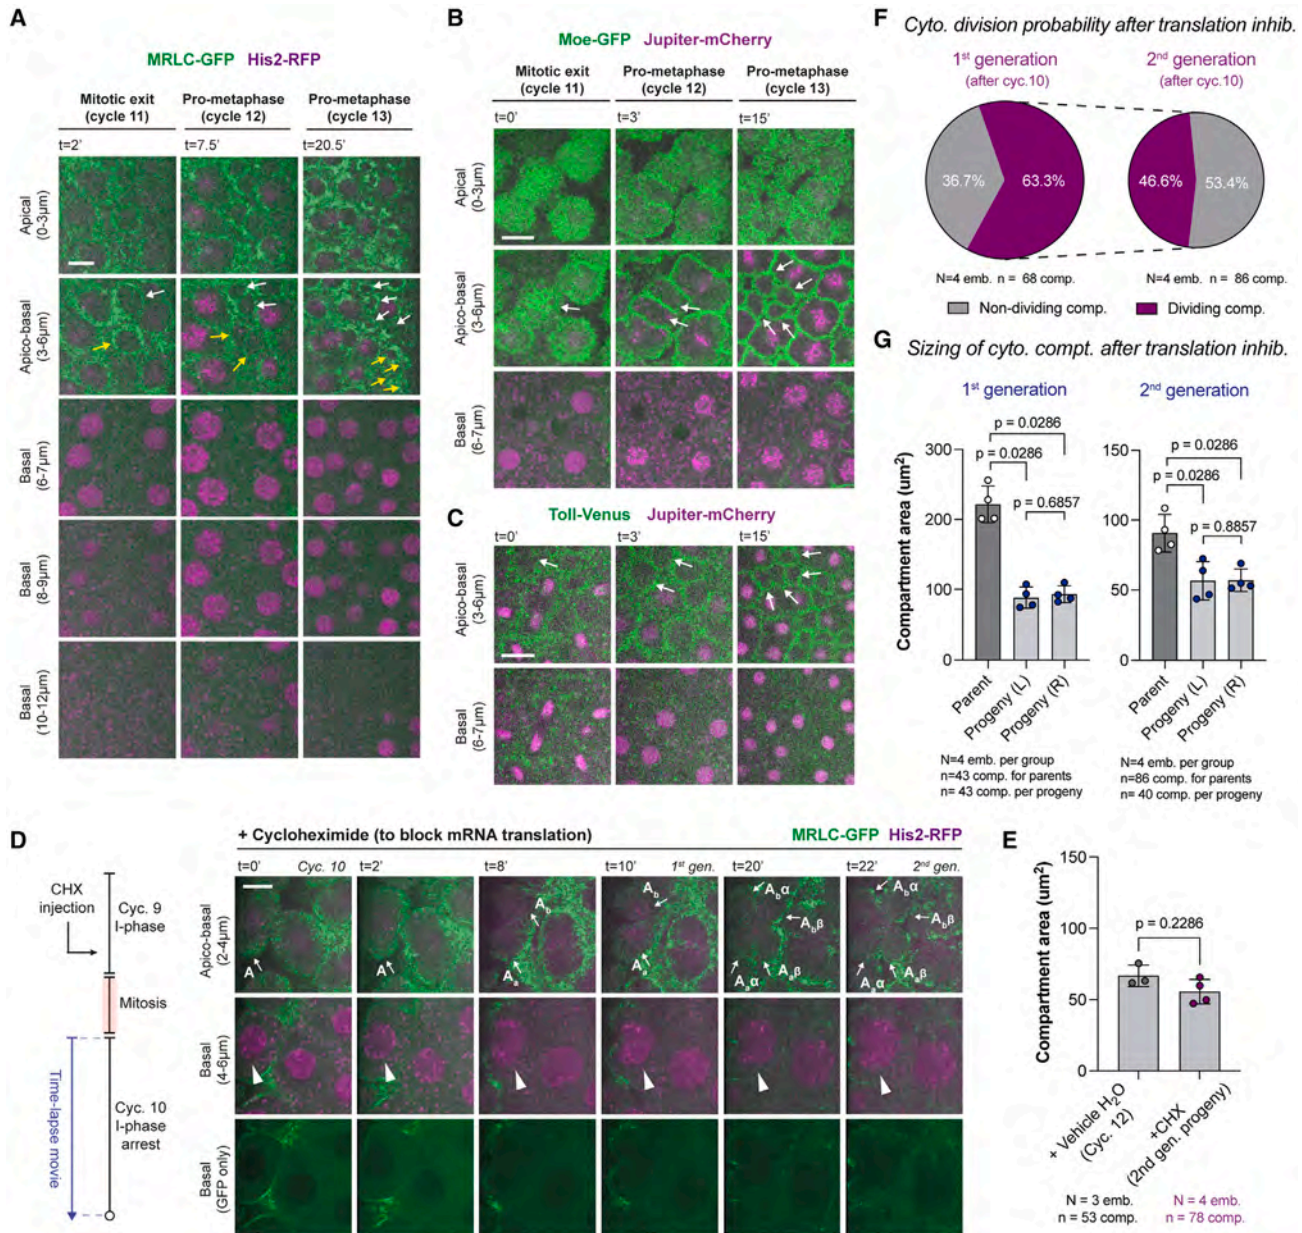 A
MRLC-GFP His2-RFP
Mitotic exit (cycle 11)
Pro-metaphase (cycle 12)
Pro-metaphase (cycle 13)
t=2'
t=7.5'
t=20.5'
Apical (0-3µm)
Apico-basal (3-6µm)
Basal (6-7µm)
Basal (8-9µm)
Basal (10-12µm)
B
Moe-GFP Jupiter-mCherry
Mitotic exit (cycle 11)
Pro-metaphase (cycle 12)
Pro-metaphase (cycle 13)
t=0'
t=3'
t=15'
Apical (0-3µm)
Apico-basal (3-6µm)
Basal (6-7µm)
C
Toll-Venus Jupiter-mCherry
t=0'
t=3'
t=15'
Apico-basal (3-6µm)
Basal (6-7µm)
F
Cyto. division probability after translation inhib.
1st generation
(after cyc.10)
2nd generation
(after cyc.10)
36.7%
63.3%
46.6%
53.4%
N=4 emb. n = 68 comp.
N=4 emb. n = 86 comp.
Non-dividing comp.
Dividing comp.
G
Sizing of cyto. compt. after translation inhib.
1st generation
2nd generation
Compartment area (um2)
300
200
100
0
p = 0.0286
p = 0.0286
p = 0.6857
Parent
Progeny (L)
Progeny (R)
N=4 emb. per group
n=43 comp. for parents
n= 43 comp. per progeny
150
100
50
0
p = 0.0286
p = 0.0286
p = 0.8857
Parent
Progeny (L)
Progeny (R)
N=4 emb. per group
n=86 comp. for parents
n= 40 comp. per progeny
D
CHX injection
Cyc. 9 I-phase
Mitosis
Cyc. 10 I-phase arrest
Time-lapse movie
+ Cycloheximide (to block mRNA translation)
MRLC-GFP His2-RFP
t=0' Cyc. 10
t=2'
t=8'
t=10' 1st gen.
t=20'
t=22' 2nd gen.
Apico-basal (2-4µm)
A
A
Ab
Aa
Ab
Aa
Abα
Abβ
Aaα
Aaβ
Abα
Abβ
Aaα
Aaβ
Basal (4-6µm)
Basal (GFP only)
E
Compartment area (um2)
150
100
50
0
p = 0.2286
+ Vehicle H2O (Cyc. 12)
+CHX (2nd gen. progeny)
N = 3 emb.
n = 53 comp.
N = 4 emb.
n = 78 comp.